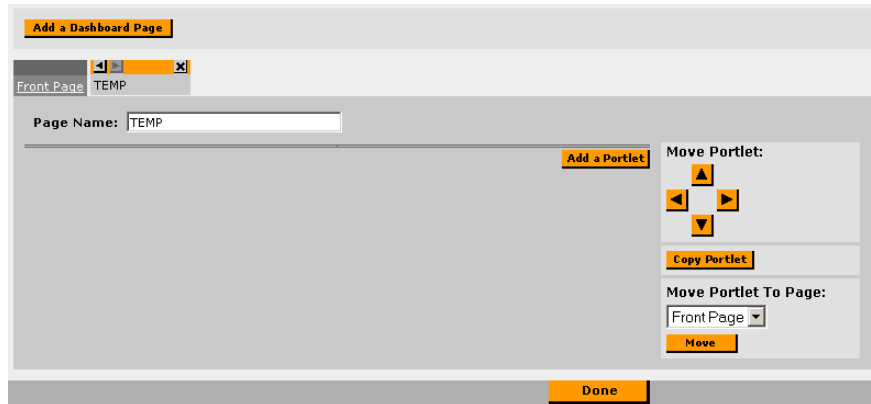 Add a Dashboard Page
Front Page
TEMP
Page Name: TEMP
Add a Portlet
Move Portlet:
Copy Portlet
Move Portlet To Page:
Front Page
Move
Done